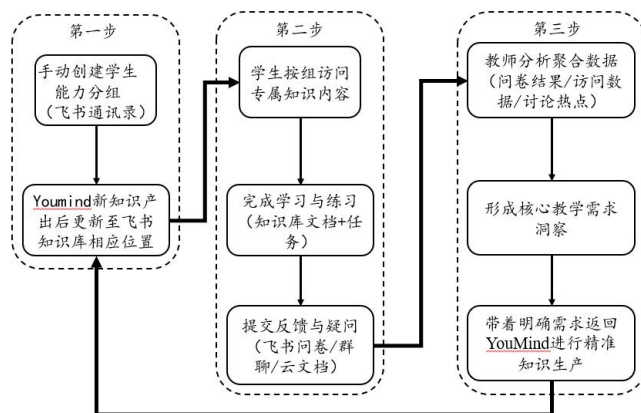 第一步
手动创建学生
能力分组
（飞书通讯录）
Youmind新知识产
出后更新至飞书
知识库相应位置
第二步
学生按组访问
专属知识内容
完成学习与练习
（知识库文档+任
务）
提交反馈与疑问
（飞书问卷/群
聊/云文档）
第三步
教师分析聚合数据
（问卷结果/访问数
据/讨论热点）
形成核心教学需求
洞察
带着明确需求返回
YouMind进行精准
知识生产